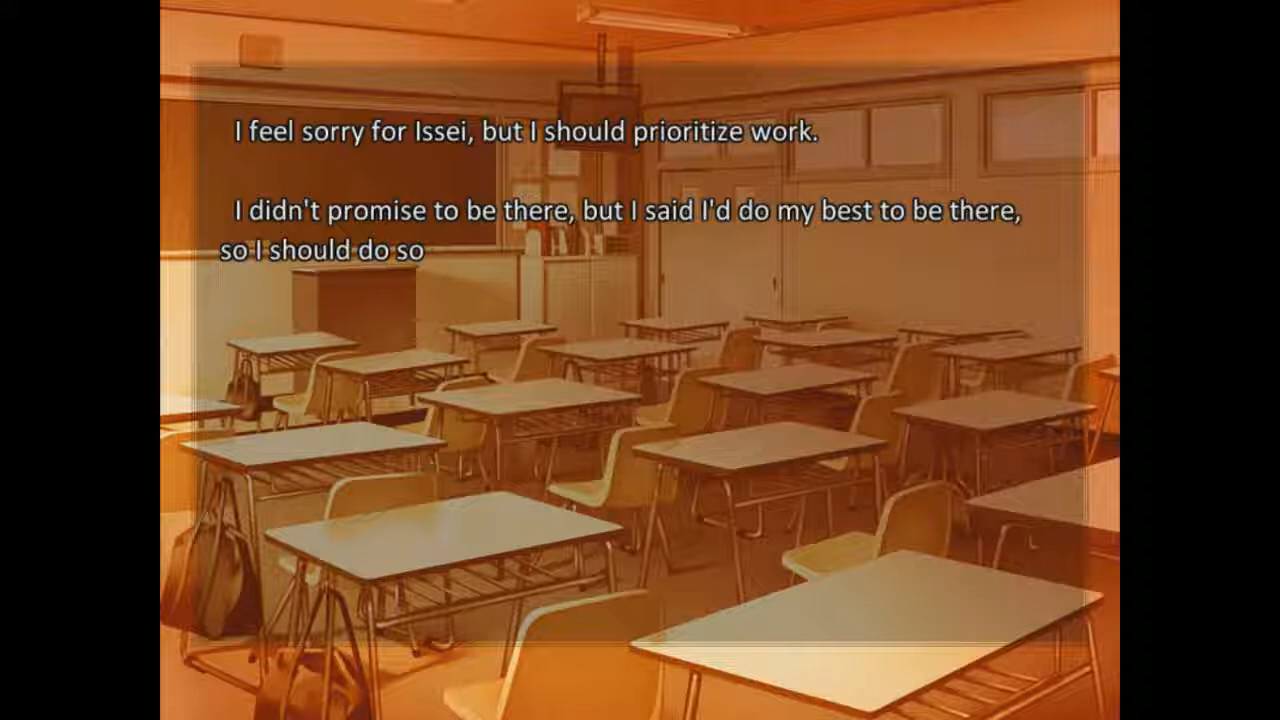 I feel sorry for Issei, but I should prioritize work.
I didn't promise to be there, but I said I'd do my best to be there,
so I should do so